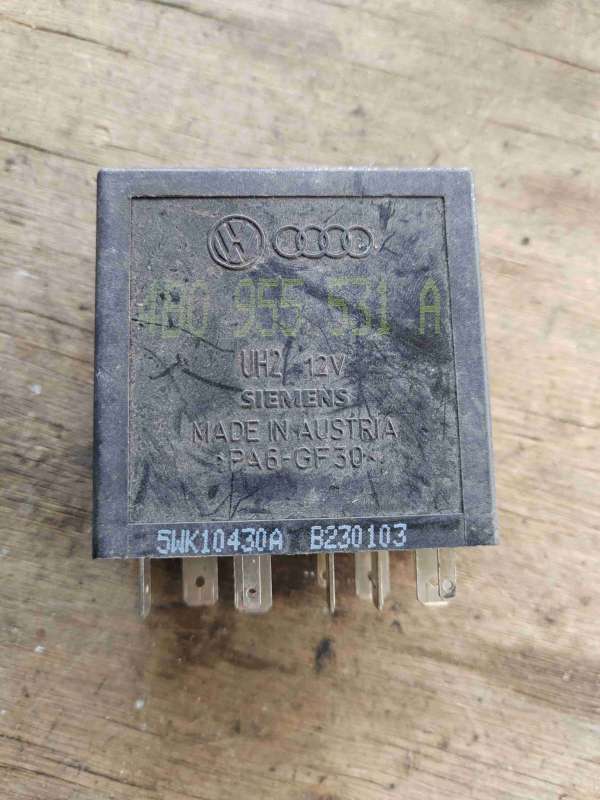 4B0 955 531 A
UH2 12V
SIEMENS
MADE IN AUSTRIA
>PA6-GF30<
5WK10430A B230103